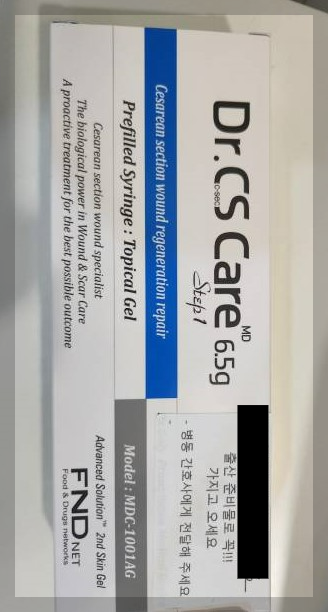 Dr.CS Care MD 6.5g
c-sec
Step 1
Cesarean section wound regeneration repair
Prefilled Syringe : Topical Gel
Model : MDC-1001AG
Cesarean section wound specialist
The biological power in Wound & Scar Care
A proactive treatment for the best possible outcome
Advanced Solution™ 2nd Skin Gel
FND NET
Food & Drugs networks
출산 준비물로 꼭!!!
가지고 오세요
- 병동 간호사에게 전달해 주세요